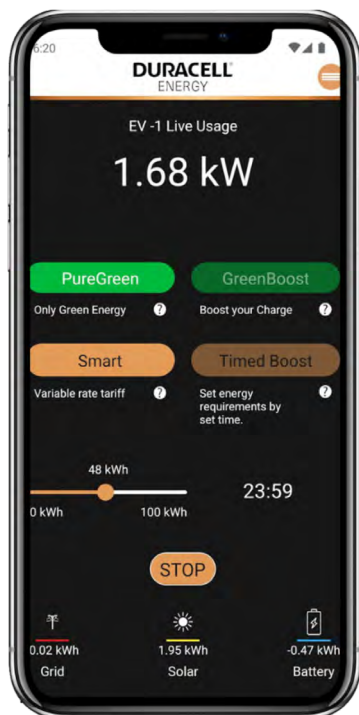 6:20
DURACELL
ENERGY
EV -1 Live Usage
1.68 kW
PureGreen
GreenBoost
Only Green Energy ?
Boost your Charge ?
Smart
Timed Boost
Variable rate tariff ?
Set energy ?
requirements by
set time.
48 kWh
23:59
0 kWh
100 kWh
STOP
0.02 kWh
1.95 kWh
-0.47 kWh
Grid
Solar
Battery